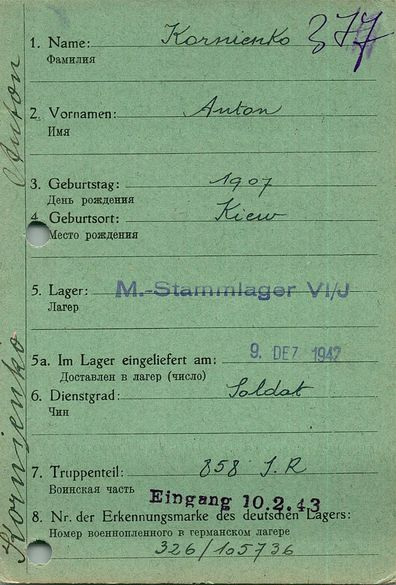 1. Name: Kornienko 377
Фамилия
2. Vornamen: Anton
Имя
3. Geburtstag: 1907
День рождения
4. Geburtsort: Kiew
Место рождения
5. Lager: M.-Stammlager VI/J
Лагер
5a. Im Lager eingeliefert am: 9. DEZ 1942
Доставлен в лагер (число)
6. Dienstgrad: Soldat
Чин
7. Truppenteil: 858 I.R
Воинская часть
Eingang 10.2.43
8. Nr. der Erkennungsmarke des deutschen Lagers:
Номер военнопленного в германском лагере
326/105736
Kornienko Anton